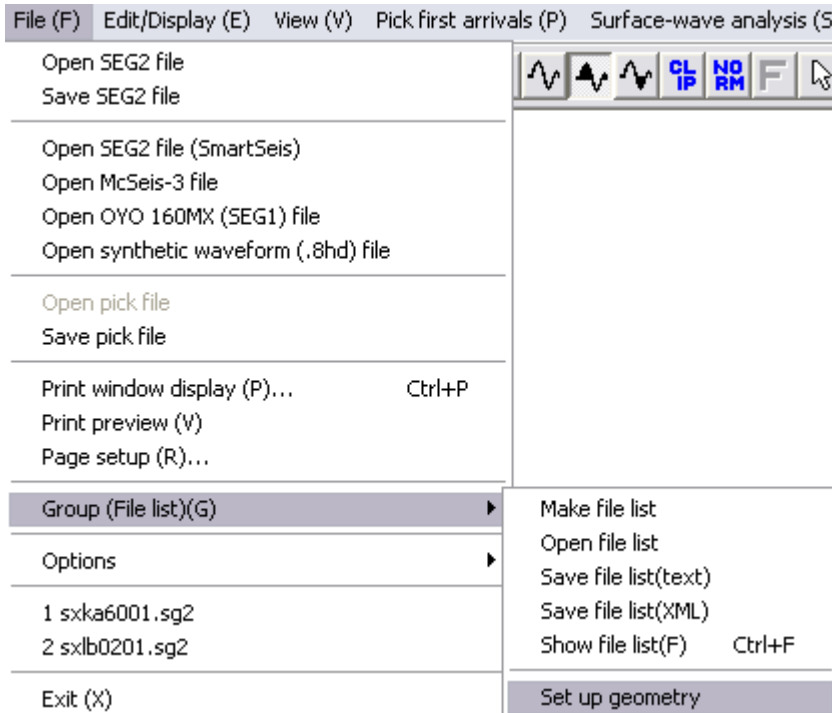 File (F) Edit/Display (E) View (V) Pick first arrivals (P) Surface-wave analysis (S
Open SEG2 file
Save SEG2 file
CL IP NO RM F
Open SEG2 file (SmartSeis)
Open McSeis-3 file
Open OYO 160MX (SEG1) file
Open synthetic waveform (.8hd) file
Open pick file
Save pick file
Print window display (P)... Ctrl+P
Print preview (V)
Page setup (R)...
Group (File list)(G)
Options
1 sxka6001.sg2
2 sxlb0201.sg2
Exit (X)
Make file list
Open file list
Save file list(text)
Save file list(XML)
Show file list(F) Ctrl+F
Set up geometry